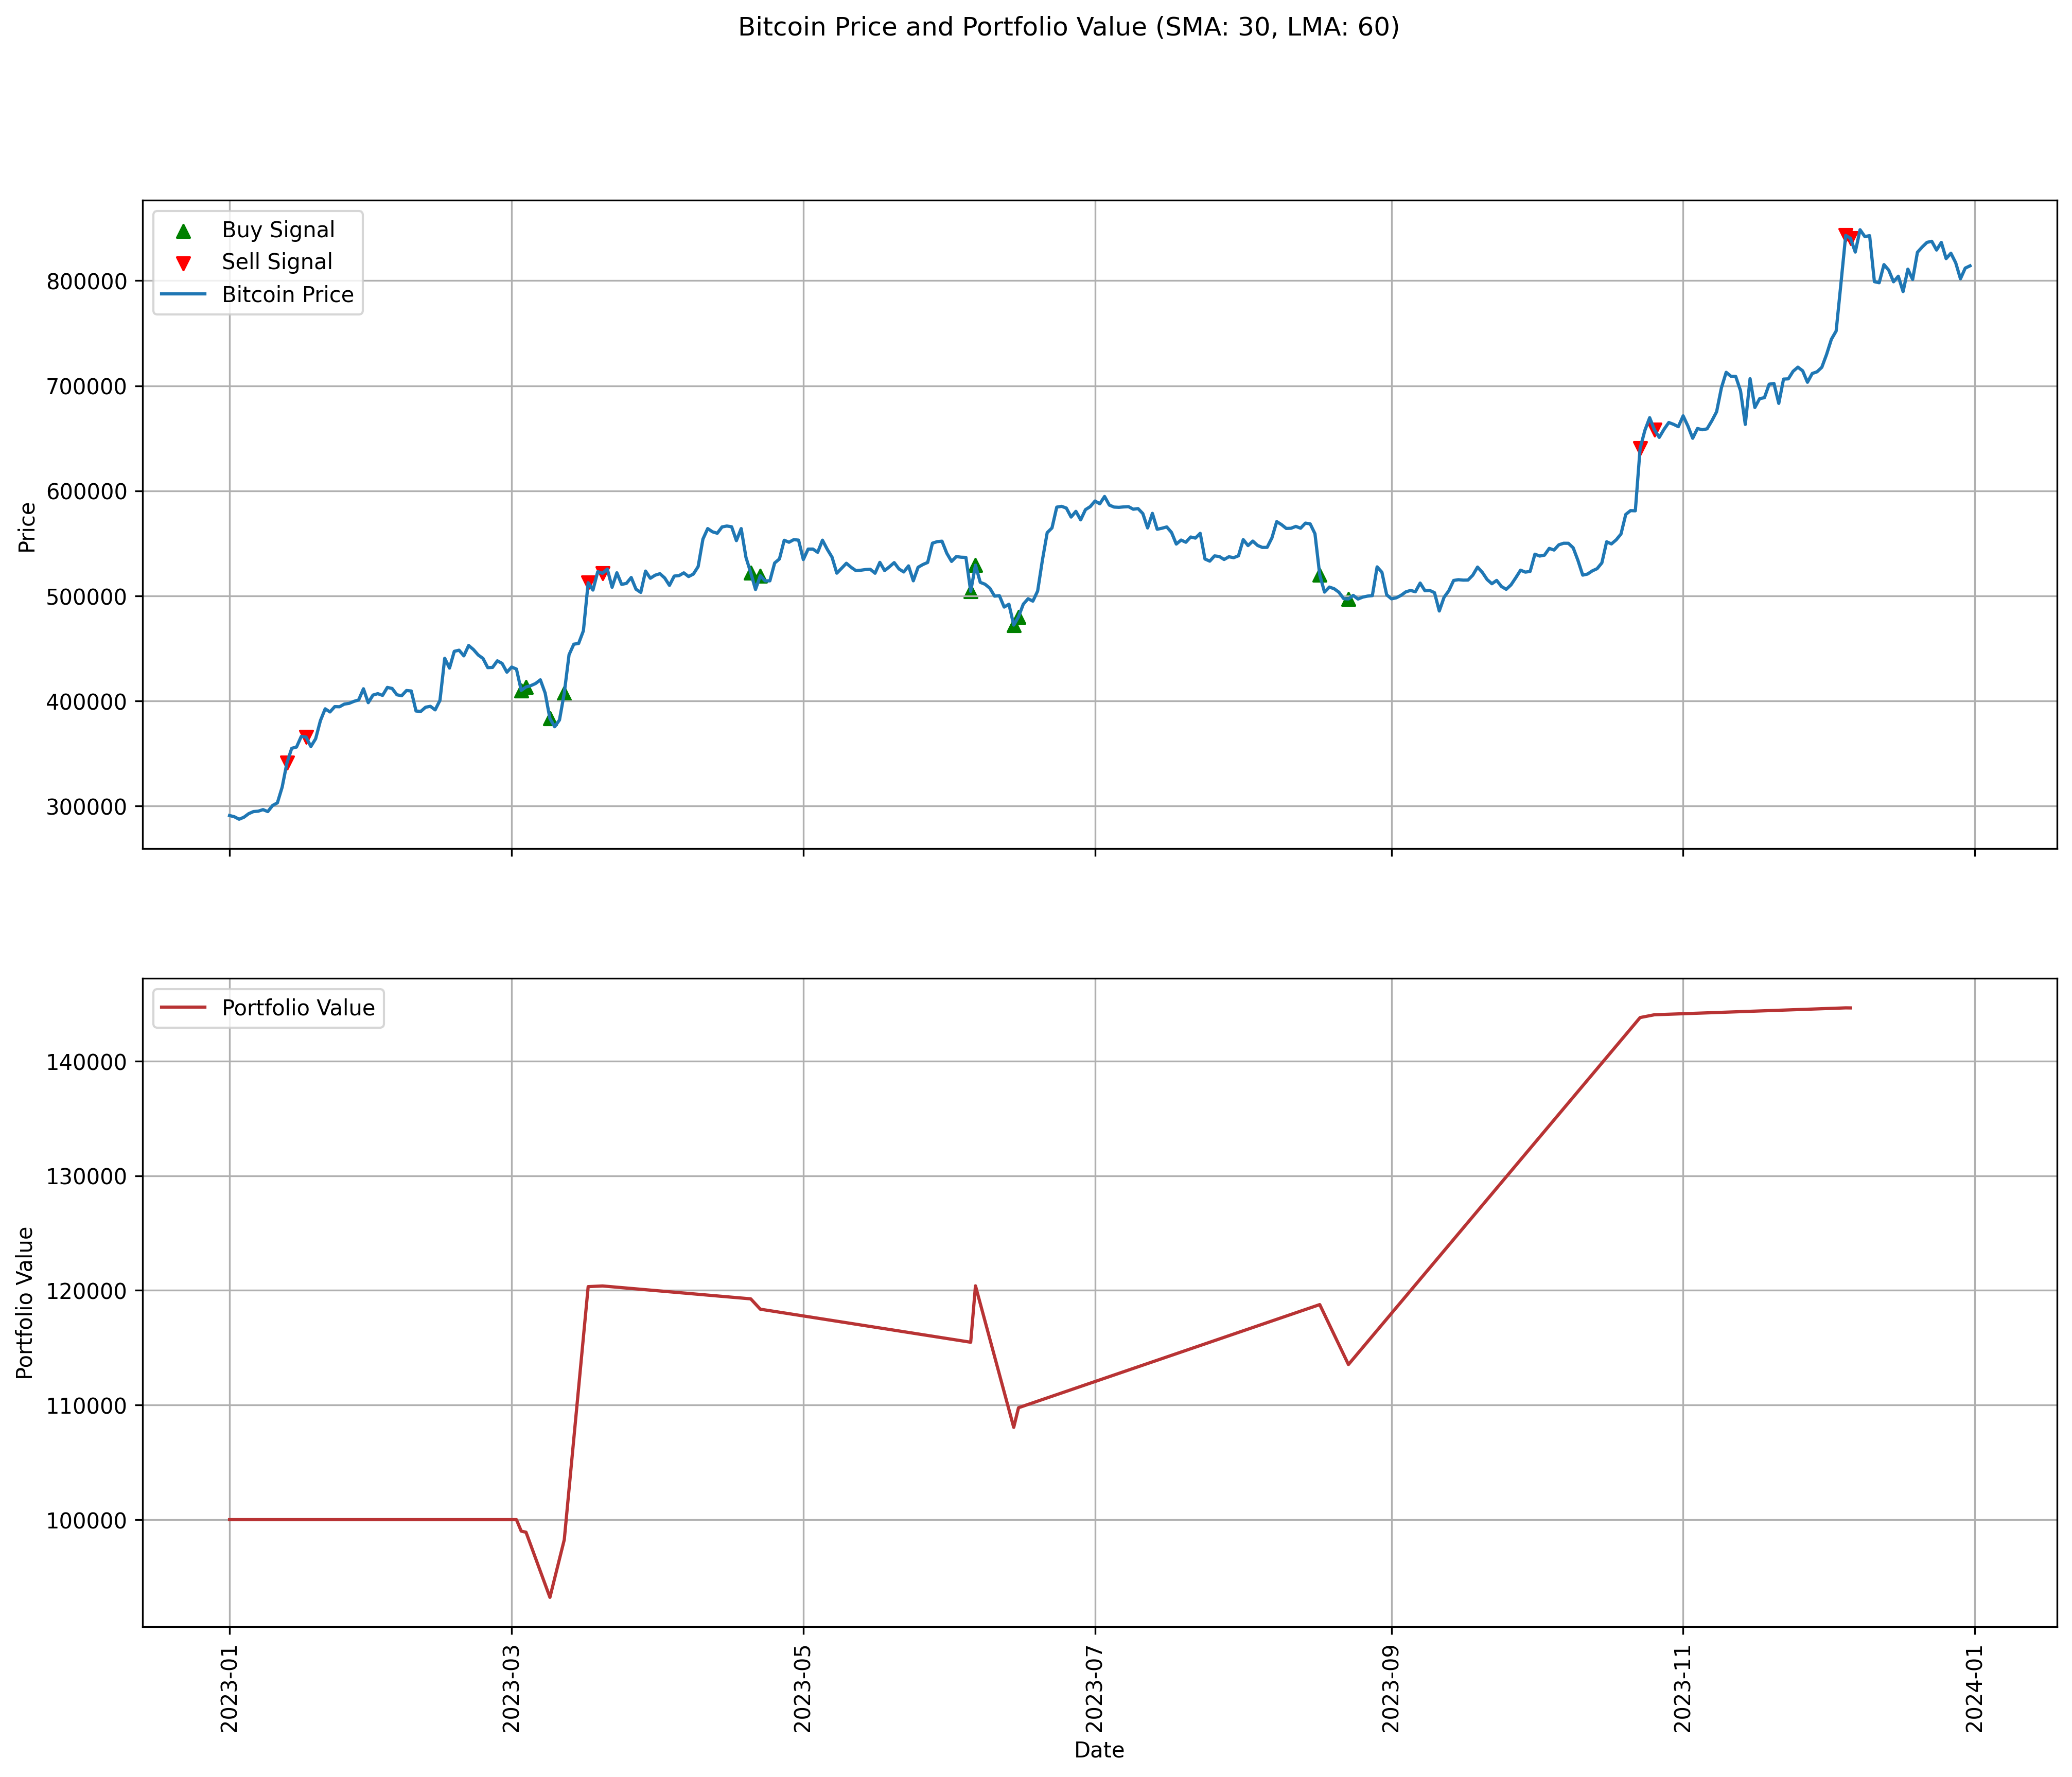 Bitcoin Price and Portfolio Value (SMA: 30, LMA: 60)
Buy Signal
Sell Signal
Bitcoin Price
800000
700000
600000
500000
400000
300000
Price
Portfolio Value
140000
130000
120000
110000
100000
Portfolio Value
2023-01
2023-03
2023-05
2023-07
2023-09
2023-11
2024-01
Date